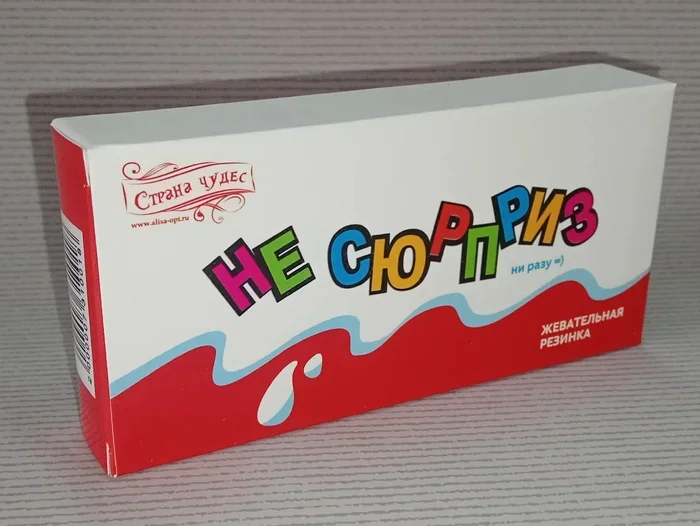 Страна чудес
www.alisa-opt.ru
НЕ СЮРПРИЗ
ни разу =)
ЖЕВАТЕЛЬНАЯ
РЕЗИНКА